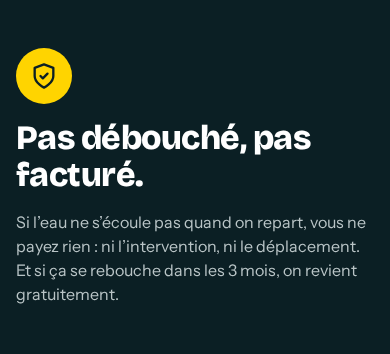 Pas débouché, pas
facturé.
Si l’eau ne s’écoule pas quand on repart, vous ne
payez rien : ni l’intervention, ni le déplacement.
Et si ça se rebouche dans les 3 mois, on revient
gratuitement.